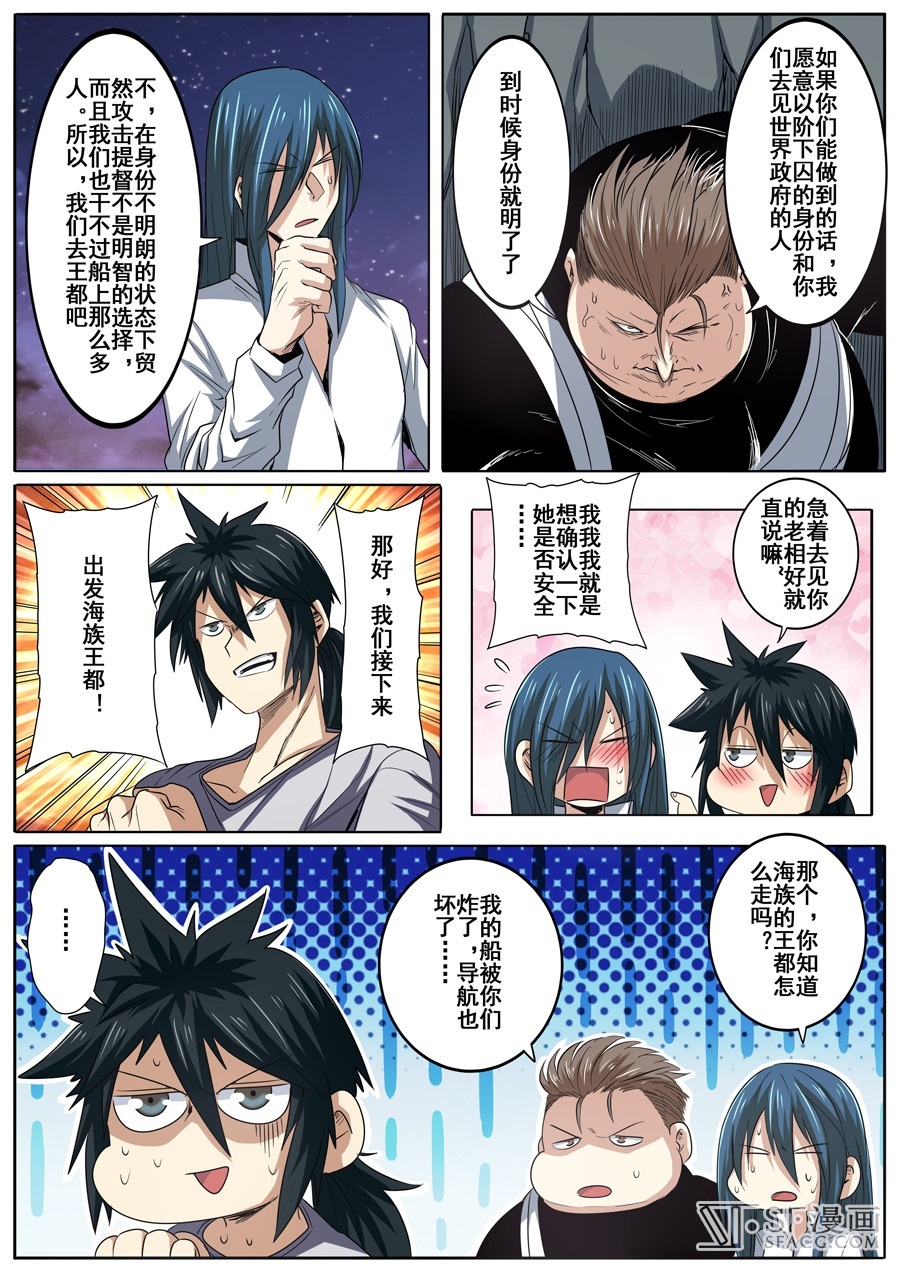 如果你们能做到的话，我
愿意以阶下囚的身份和你
们去见世界政府的人
到时候身份就明了了
不，在身份不明朗的状态下贸
然攻击提督不是明智的选择，
而且我们也干不过船上那么多
人。所以，我们去王都吧
急着去见你
的老相好就
直说嘛~
我我我就是
想确认一下
她是否安全
……
那好，我们接下来
出发海族王都！
那个，你知道
海族的王都怎
么走吗？
我的船被你们
炸了，导航也
坏了……
……
SF漫画
SFACG.COM